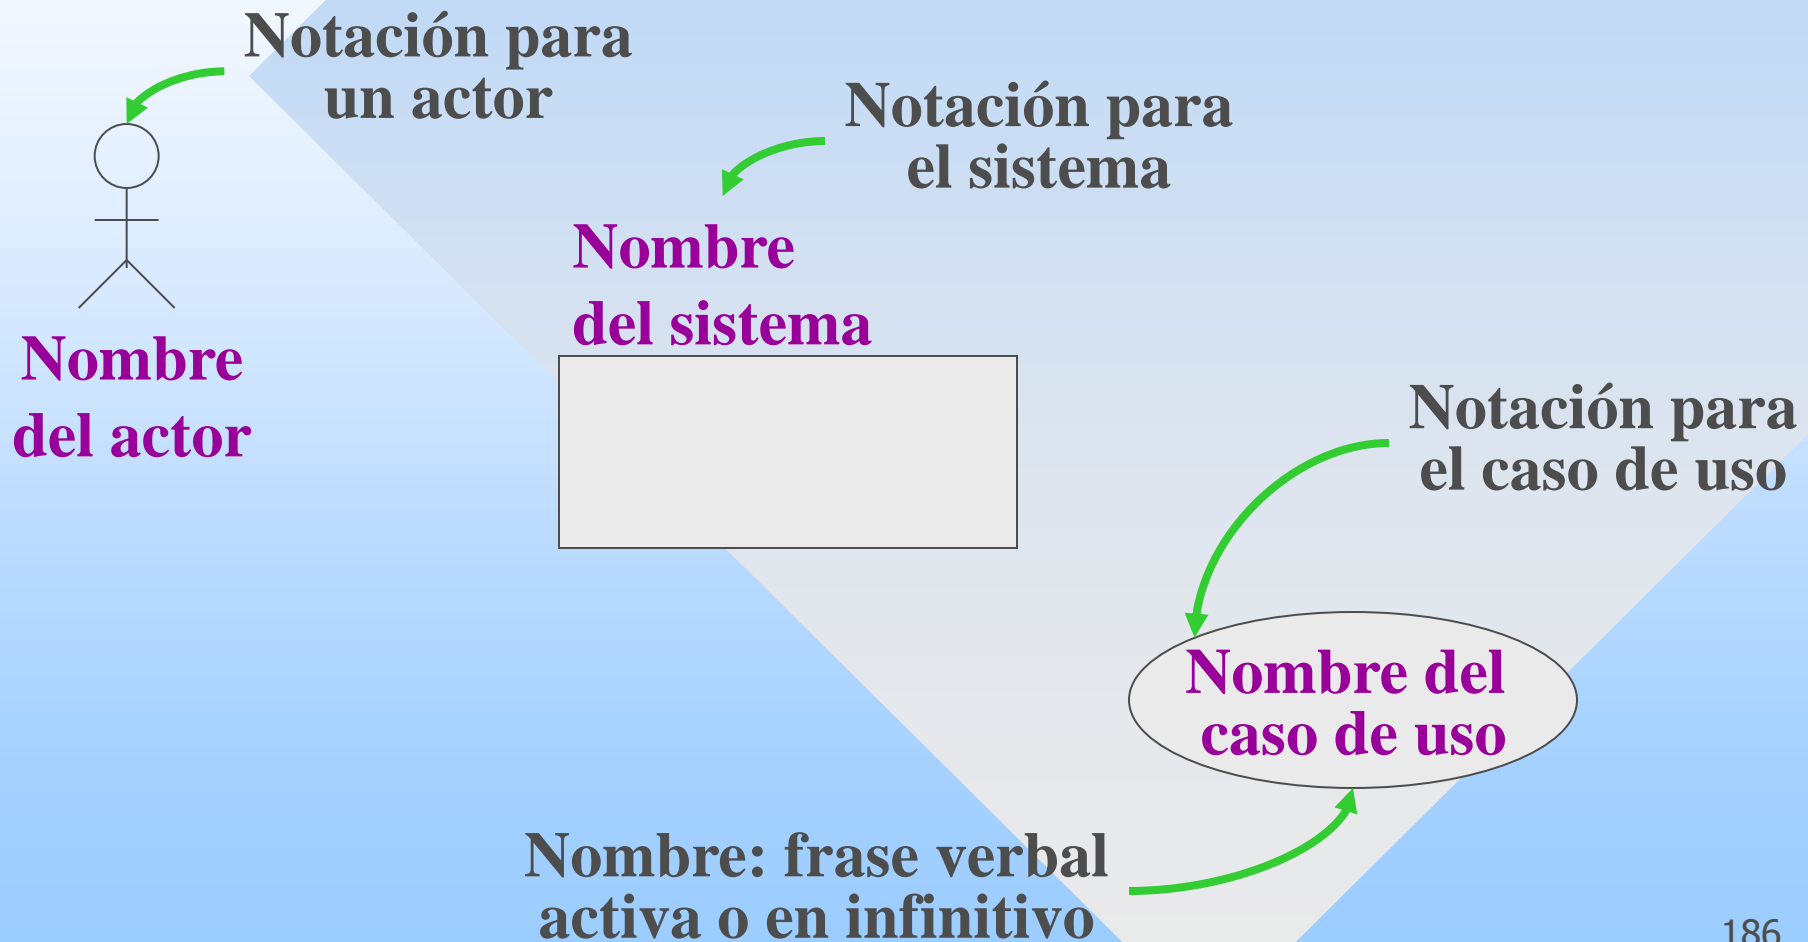 Notación para
un actor
Notación para
el sistema
Nombre
del sistema
Nombre
del actor
Notación para
el caso de uso
Nombre del
caso de uso
Nombre: frase verbal
activa o en infinitivo
186